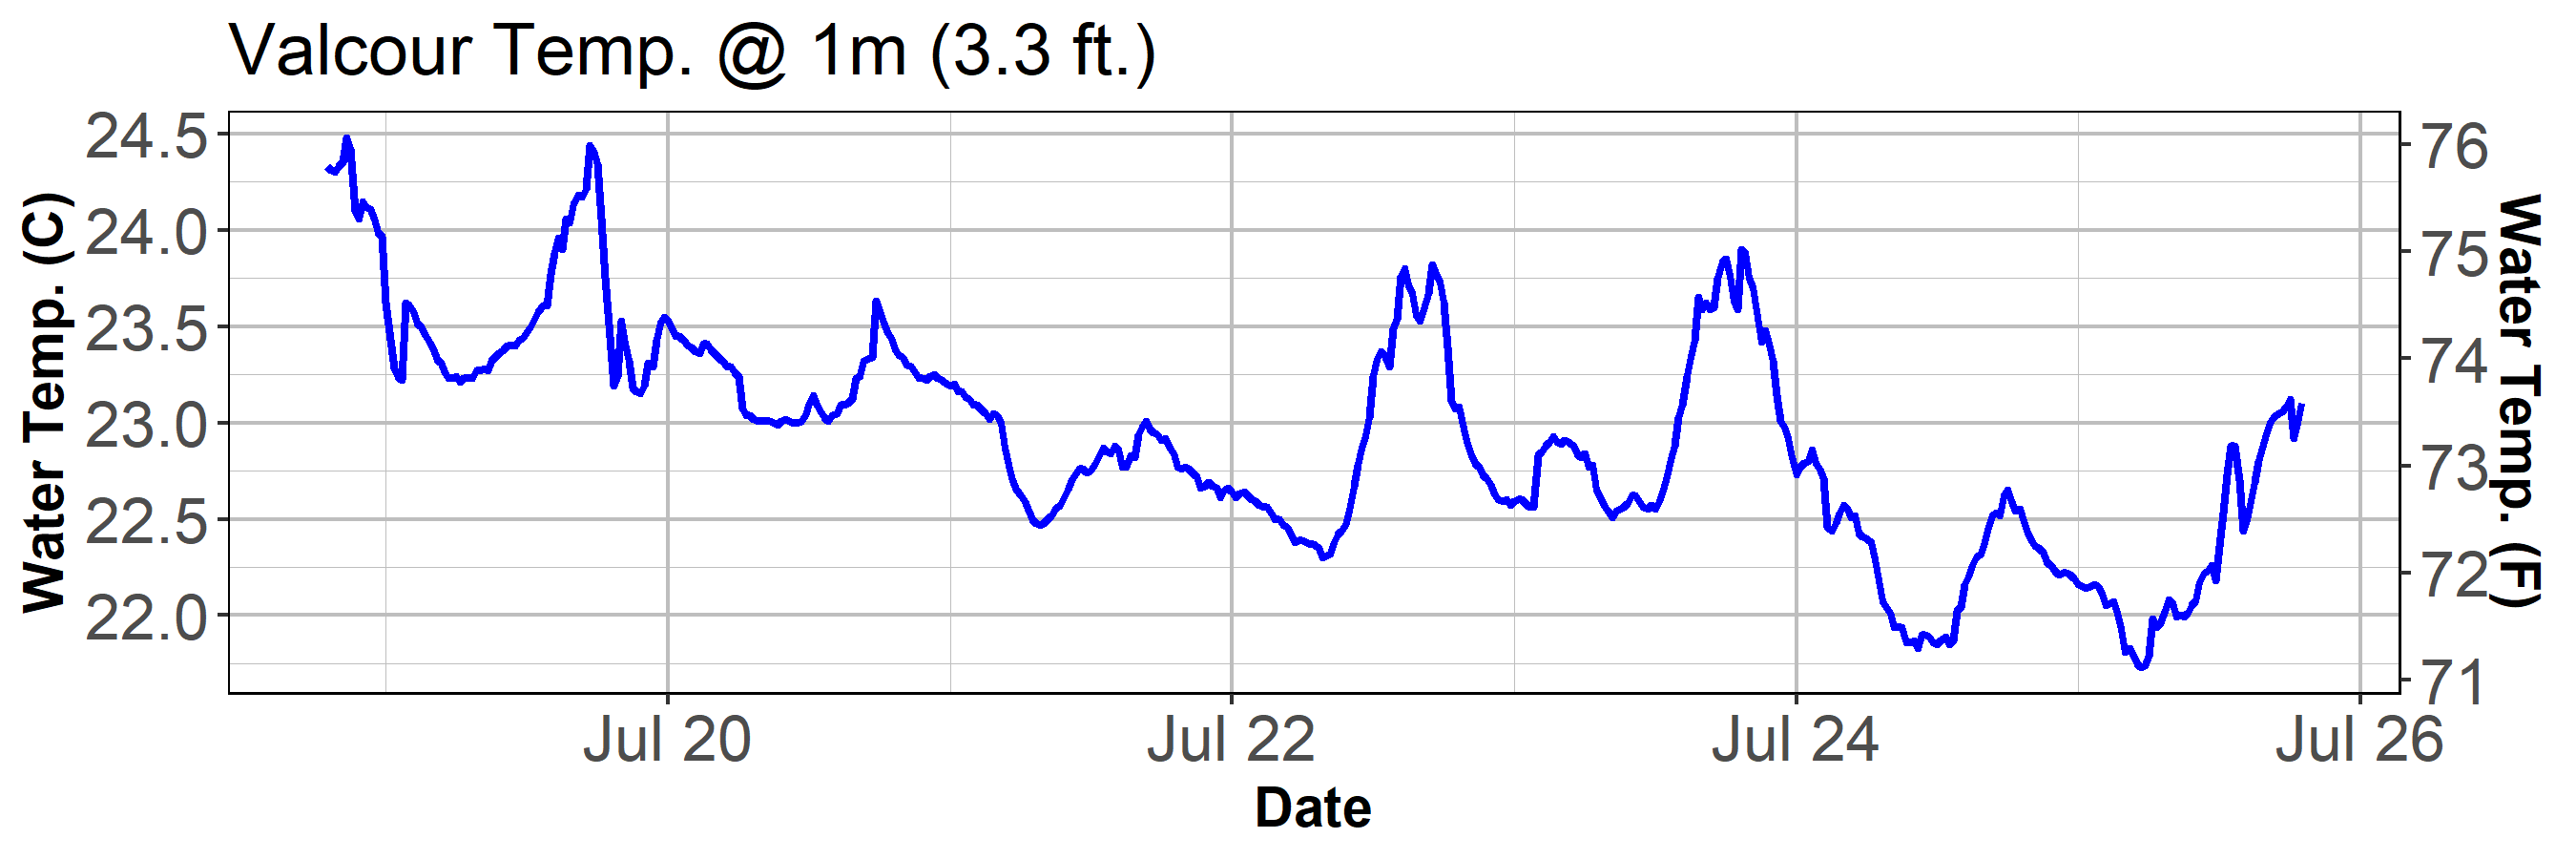 Valcour Temp. @ 1m (3.3 ft.)
Water Temp. (C)
24.5
24.0
23.5
23.0
22.5
22.0
76
75
74
73
72
71
Water Temp. (F)
Jul 20
Jul 22
Jul 24
Jul 26
Date